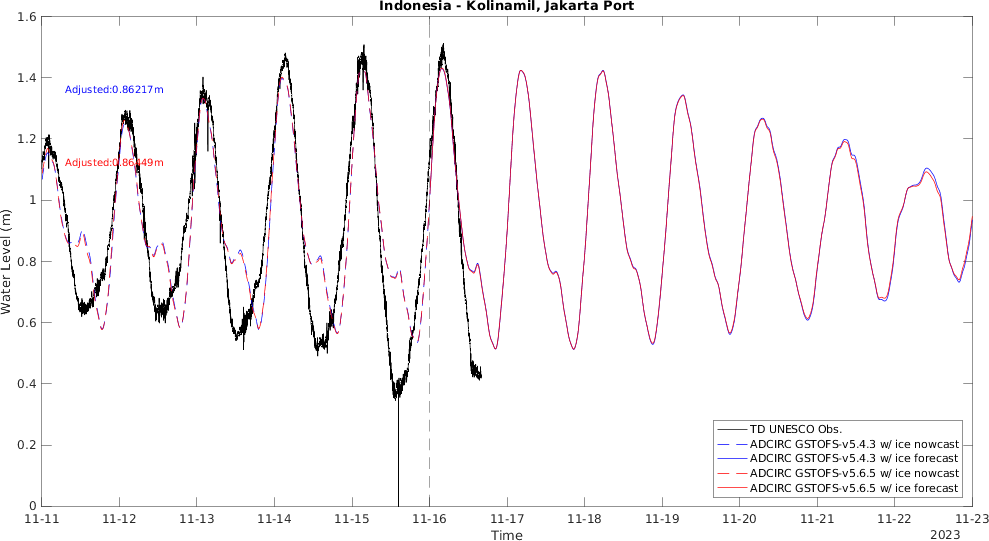 Indonesia - Kolinamil, Jakarta Port
1.6
1.4
1.2
1
0.8
0.6
0.4
0.2
0
Water Level (m)
Adjusted:0.86217m
Adjusted:0.86449m
TD UNESCO Obs.
ADCIRC GSTOFS-v5.4.3 w/ ice nowcast
ADCIRC GSTOFS-v5.4.3 w/ ice forecast
ADCIRC GSTOFS-v5.6.5 w/ ice nowcast
ADCIRC GSTOFS-v5.6.5 w/ ice forecast
11-11 11-12 11-13 11-14 11-15 11-16 11-17 11-18 11-19 11-20 11-21 11-22 11-23
Time
2023